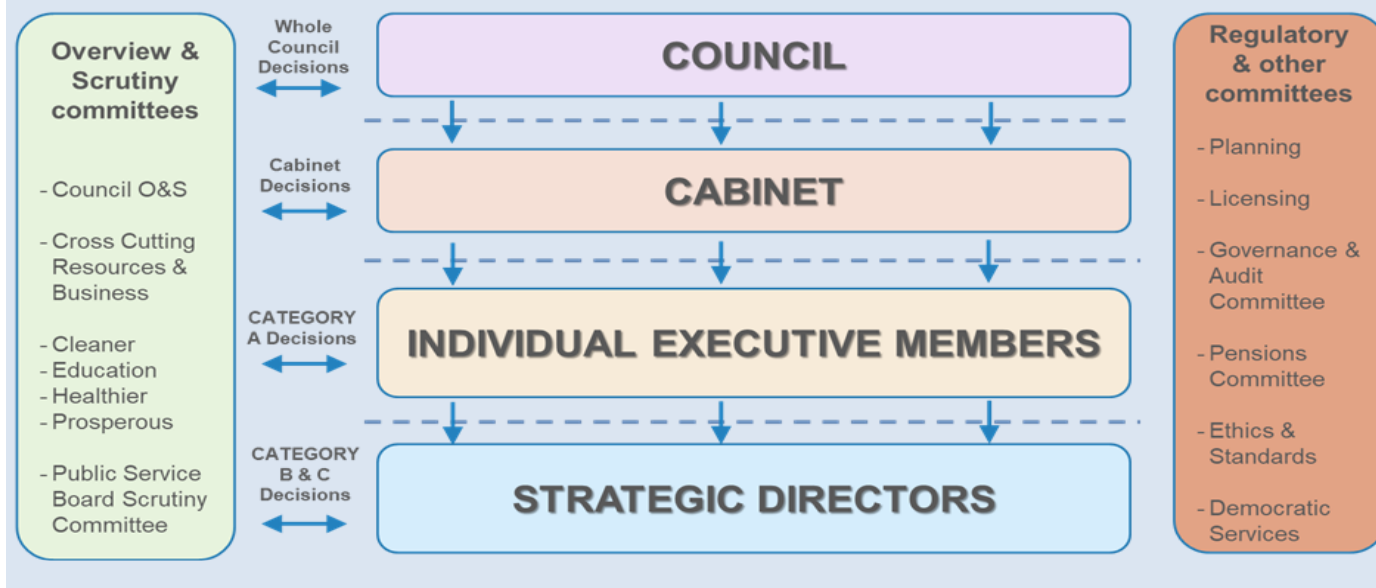 Overview &
Scrutiny
committees
- Council O&S
- Cross Cutting
Resources &
Business
- Cleaner
- Education
- Healthier
- Prosperous
- Public Service
Board Scrutiny
Committee
Whole
Council
Decisions
COUNCIL
Cabinet
Decisions
CABINET
CATEGORY
A Decisions
INDIVIDUAL EXECUTIVE MEMBERS
CATEGORY
B & C
Decisions
STRATEGIC DIRECTORS
Regulatory
& other
committees
- Planning
- Licensing
- Governance &
Audit
Committee
- Pensions
Committee
- Ethics &
Standards
- Democratic
Services